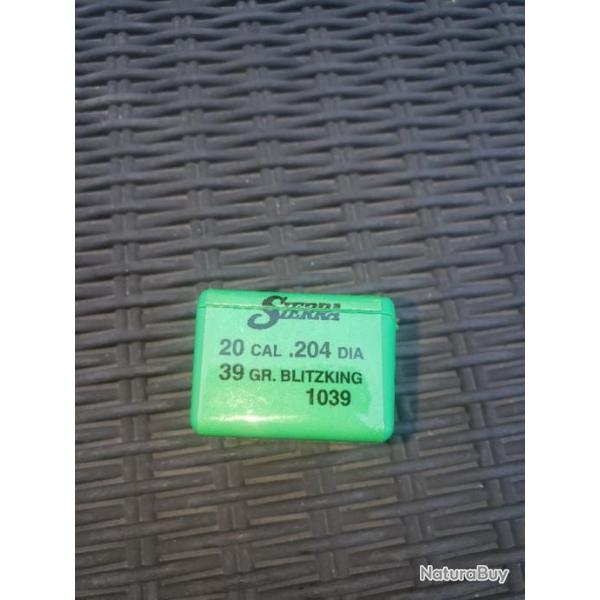 SIERRA
20 CAL .204 DIA
39 GR. BLITZKING
1039
NaturaBuy